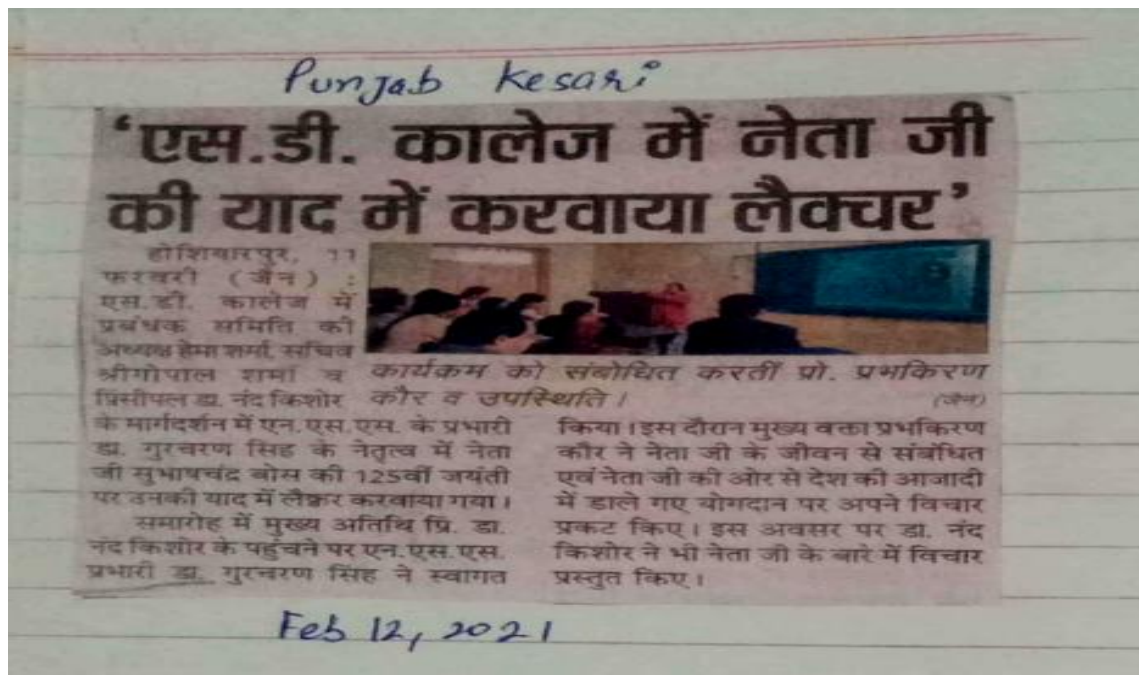 Punjab Kesari
‘एस.डी. कालेज में नेता जी
की याद में करवाया लैक्चर’
होशियारपुर, 11
फरवरी (जैन) :
एस.डी. कालेज में
प्रबंधक समिति की
अध्यक्ष हेमा शर्मा, सचिव
श्रीगोपाल शर्मा व
प्रिंसीपल डा. नंद किशोर
के मार्गदर्शन में एन.एस.एस. के प्रभारी
डा. गुरचरण सिंह के नेतृत्व में नेता
जी सुभाषचंद्र बोस की 125वीं जयंती
पर उनकी याद में लैक्चर करवाया गया।
समारोह में मुख्य अतिथि प्रि. डा.
नंद किशोर के पहुंचने पर एन.एस.एस.
प्रभारी डा. गुरचरण सिंह ने स्वागत
कार्यक्रम को संबोधित करतीं प्रो. प्रभकिरण
कौर व उपस्थिति। (जैन)
किया। इस दौरान मुख्य वक्ता प्रभकिरण
कौर ने नेता जी के जीवन से संबंधित
एवं नेता जी की ओर से देश की आजादी
में डाले गए योगदान पर अपने विचार
प्रकट किए। इस अवसर पर डा. नंद
किशोर ने भी नेता जी के बारे में विचार
प्रस्तुत किए।
Feb 12, 2021